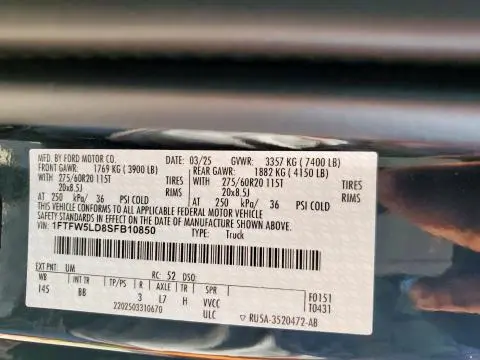 MFD. BY FORD MOTOR CO. DATE: 03/25 GVWR: 3357 KG (7400 LB)
FRONT GAWR: 1769 KG (3900 LB) REAR GAWR: 1882 KG (4150 LB)
WITH 275/60R20 115T TIRES WITH 275/60R20 115T TIRES
20x8.5J RIMS 20x8.5J RIMS
AT 250 kPa/ 36 PSI COLD AT 250 kPa/ 36 PSI COLD
THIS VEHICLE CONFORMS TO ALL APPLICABLE FEDERAL MOTOR VEHICLE
SAFETY STANDARDS IN EFFECT ON THE DATE OF MANUFACTURE SHOWN ABOVE.
VIN: 1FTFW5LD8SFB10850 TYPE: Truck
EXT PNT: UM RC: 52 DSO:
WB INT TR TP/PS R AXLE TR SPR F0151
145 BB 3 L7 H VVCC T0431
2202503310670 ULC ▽ RU5A-3520472-AB